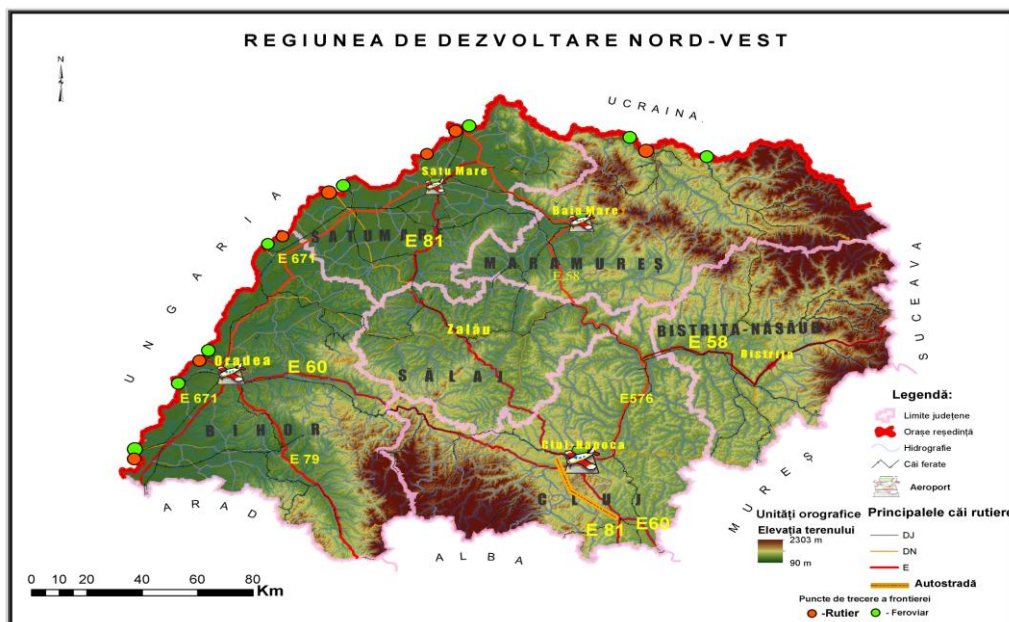 REGIUNEA DE DEZVOLTARE NORD-VEST
N
UCRAINA
UNGARIA
SUCEAVA
MUREȘ
ALBA
ARAD
Satu Mare
SATU MARE
E 81
E 671
Baia Mare
MARAMUREȘ
E 58
Zalău
SĂLAJ
BISTRIȚA-NĂSĂUD
E 58
Bistrița
Oradea
E 60
E 671
BIHOR
E 79
E576
Cluj-Napoca
CLUJ
E 81
E60
0 10 20 40 60 80
Km
Legendă:
Limite județene
Orașe reședință
Hidrografie
Căi ferate
Aeroport
Unități orografice
Elevația terenului
2303 m
90 m
Principalele căi rutiere
DJ
DN
E
Autostradă
Puncte de trecere a frontierei
-Rutier
- Feroviar